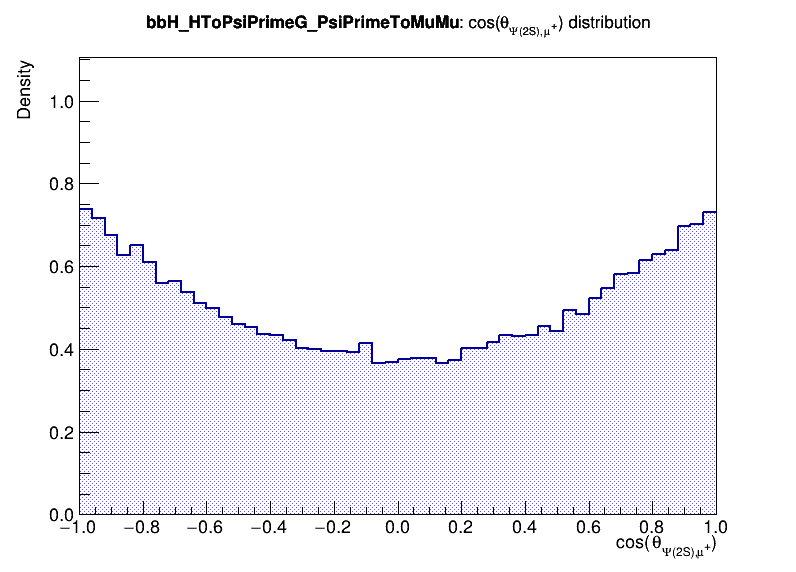 bbH_HToPsiPrimeG_PsiPrimeToMuMu: cos(θΨ(2S),μ+) distribution
Density
1.0
0.8
0.6
0.4
0.2
0.0
−1.0 −0.8 −0.6 −0.4 −0.2 0.0 0.2 0.4 0.6 0.8 1.0
cos(θΨ(2S),μ+)